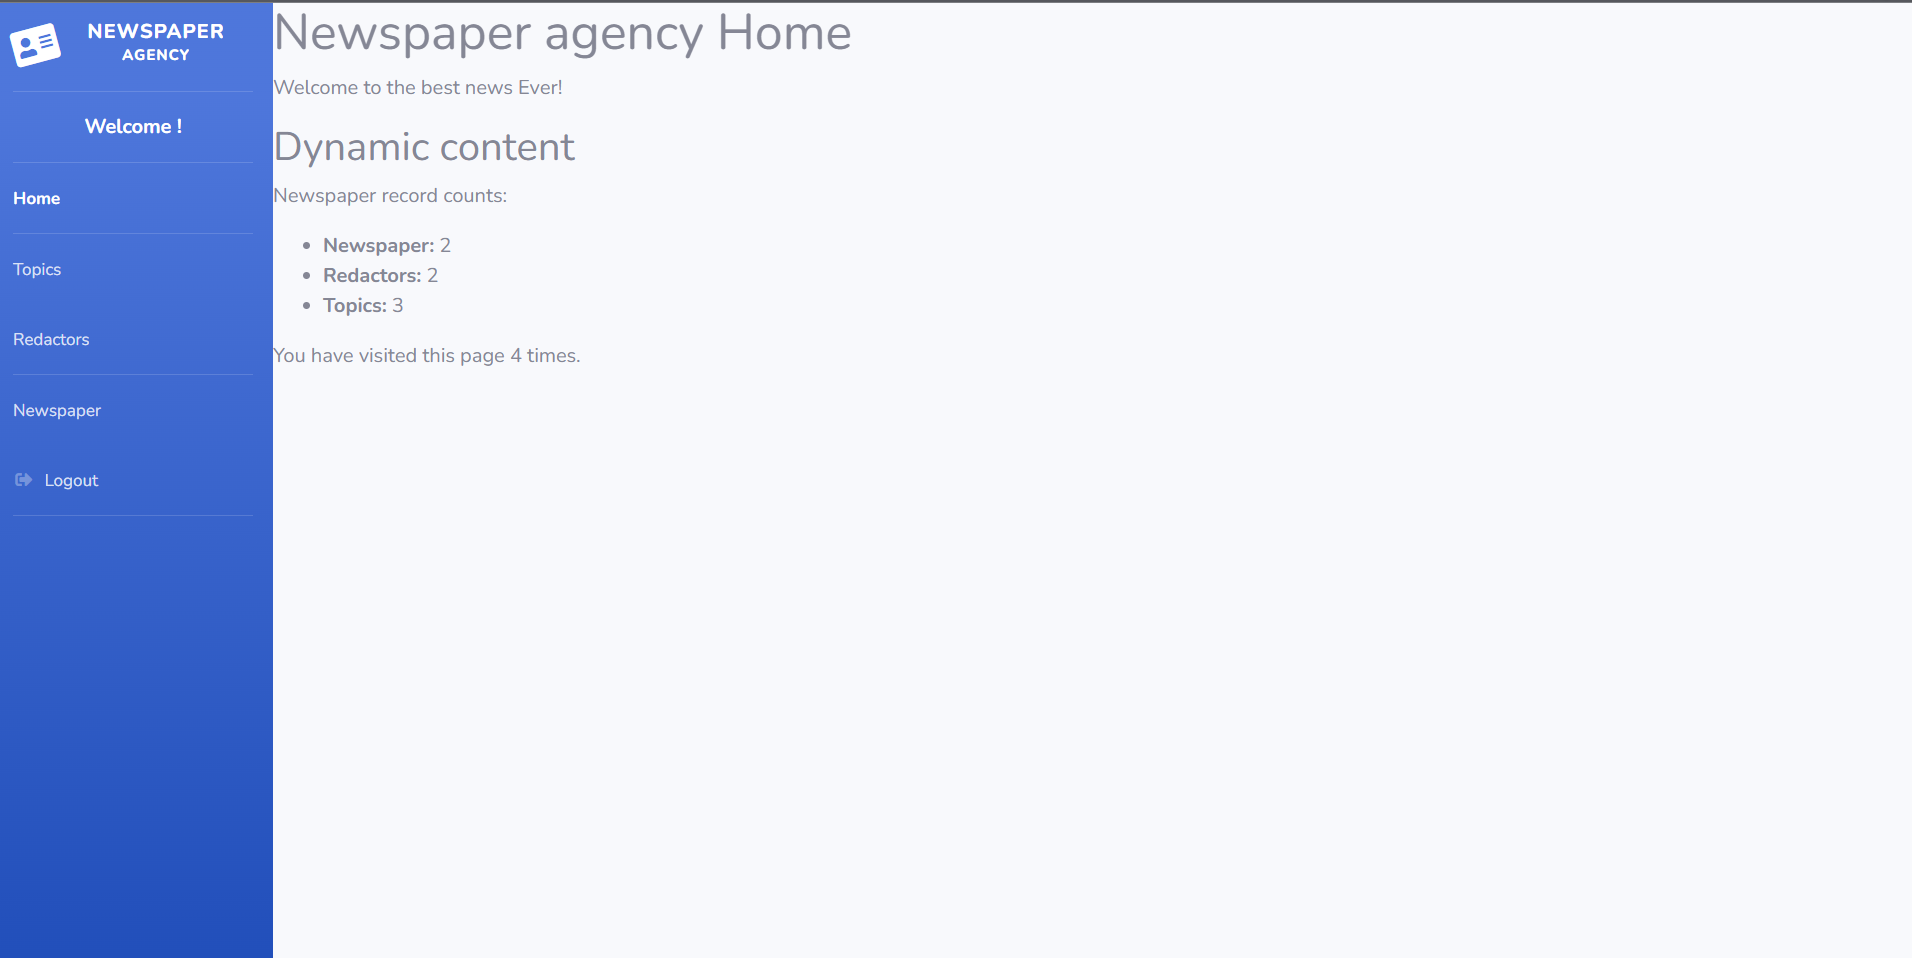 NEWSPAPER
AGENCY
Welcome !
Home
Topics
Redactors
Newspaper
Logout
Newspaper agency Home
Welcome to the best news Ever!
Dynamic content
Newspaper record counts:
Newspaper: 2
Redactors: 2
Topics: 3
You have visited this page 4 times.